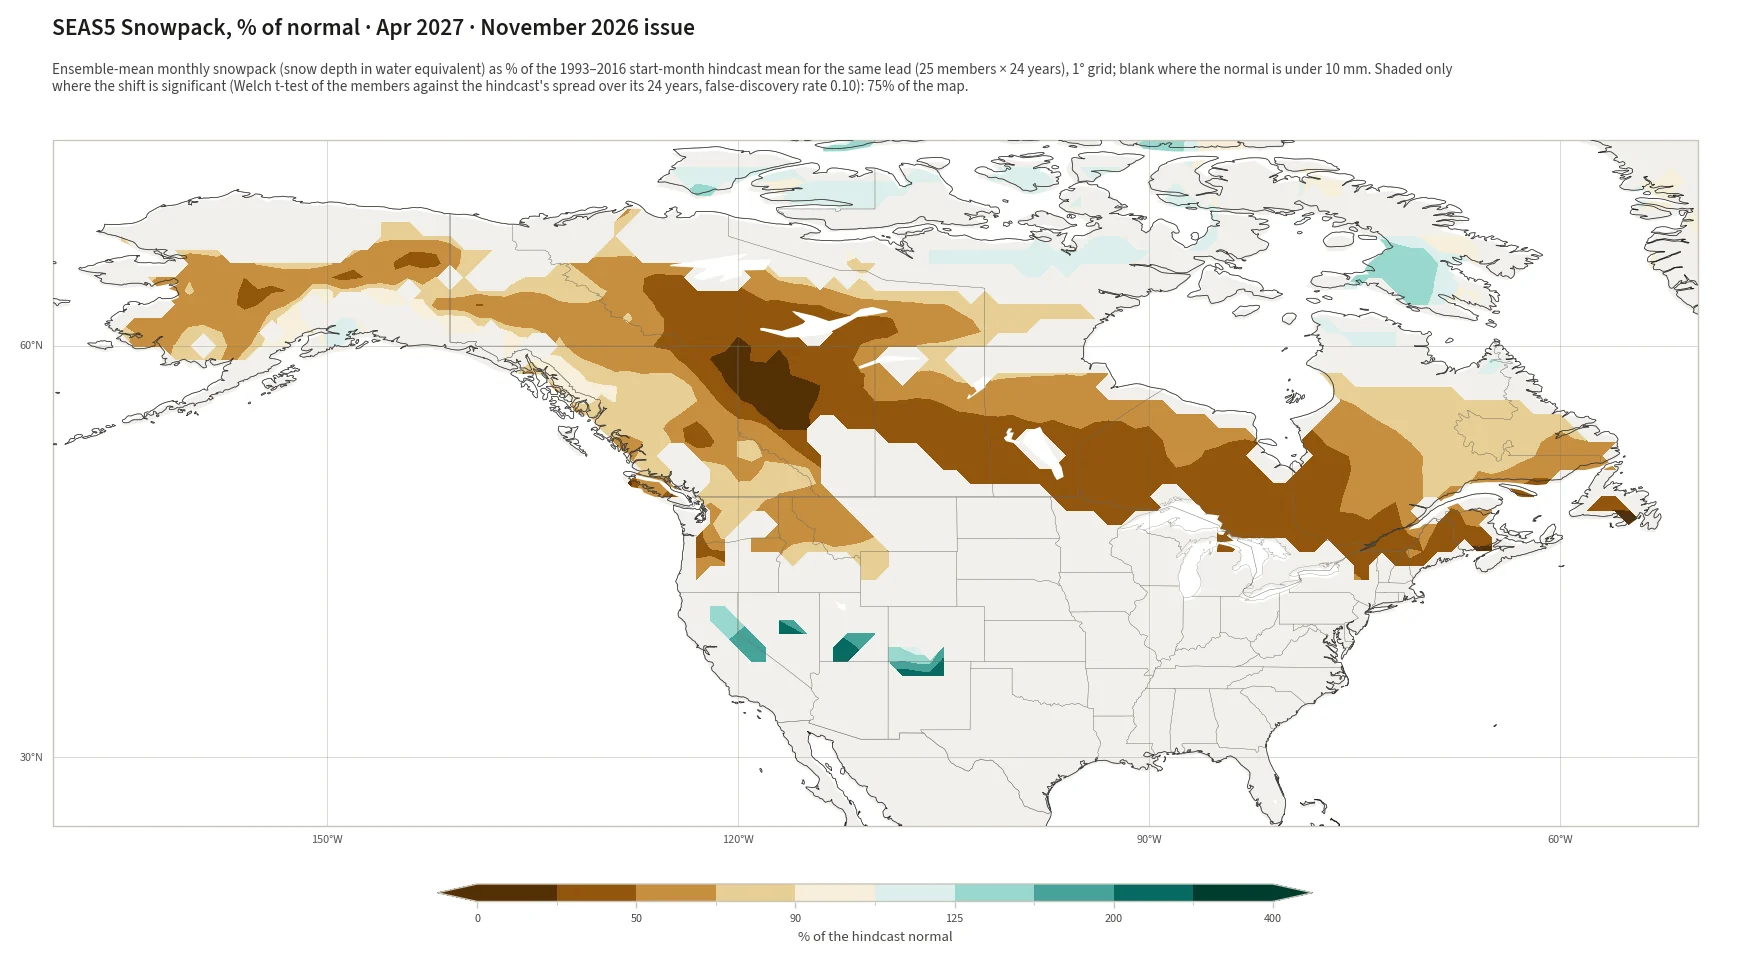 SEAS5 Snowpack, % of normal · Apr 2027 · November 2026 issue
Ensemble-mean monthly snowpack (snow depth in water equivalent) as % of the 1993–2016 start-month hindcast mean for the same lead (25 members × 24 years), 1° grid; blank where the normal is under 10 mm. Shaded only
where the shift is significant (Welch t-test of the members against the hindcast's spread over its 24 years, false-discovery rate 0.10): 75% of the map.
60°N
30°N
150°W 120°W 90°W 60°W
0 50 90 125 200 400
% of the hindcast normal